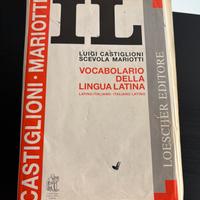 IL
LUIGI CASTIGLIONI
SCEVOLA MARIOTTI
VOCABOLARIO
DELLA
LINGUA LATINA
LATINO-ITALIANO · ITALIANO-LATINO
CASTIGLIONI · MARIOTTI
LOESCHER EDITORE